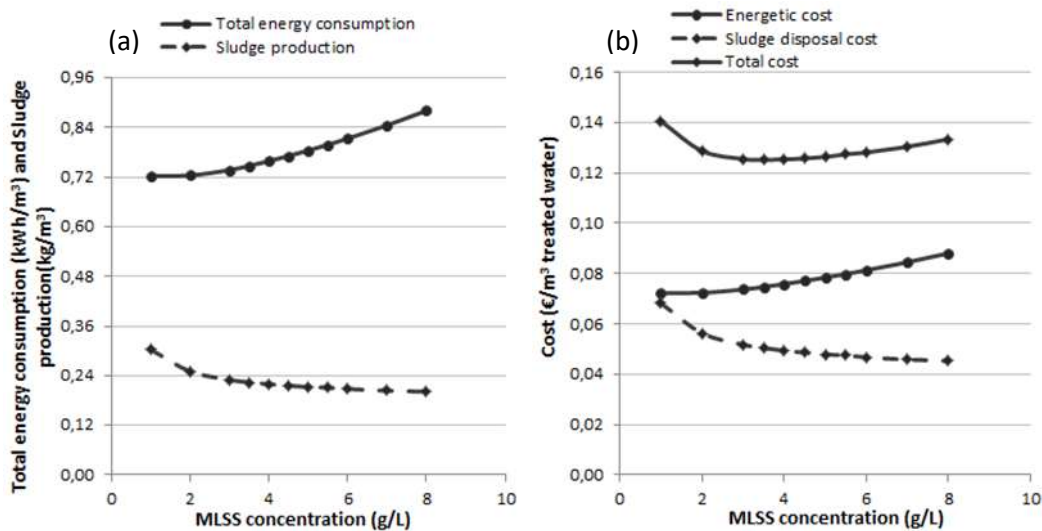 (a)
Total energy consumption
Sludge production
Total energy consumption (kWh/m³) and Sludge
production(kg/m³)
0,96
0,84
0,72
0,60
0,48
0,36
0,24
0,12
0,00
0 2 4 6 8 10
MLSS concentration (g/L)
(b)
Energetic cost
Sludge disposal cost
Total cost
Cost (€/m³ treated water)
0,16
0,14
0,12
0,10
0,08
0,06
0,04
0,02
0,00
0 2 4 6 8 10
MLSS concentration (g/L)